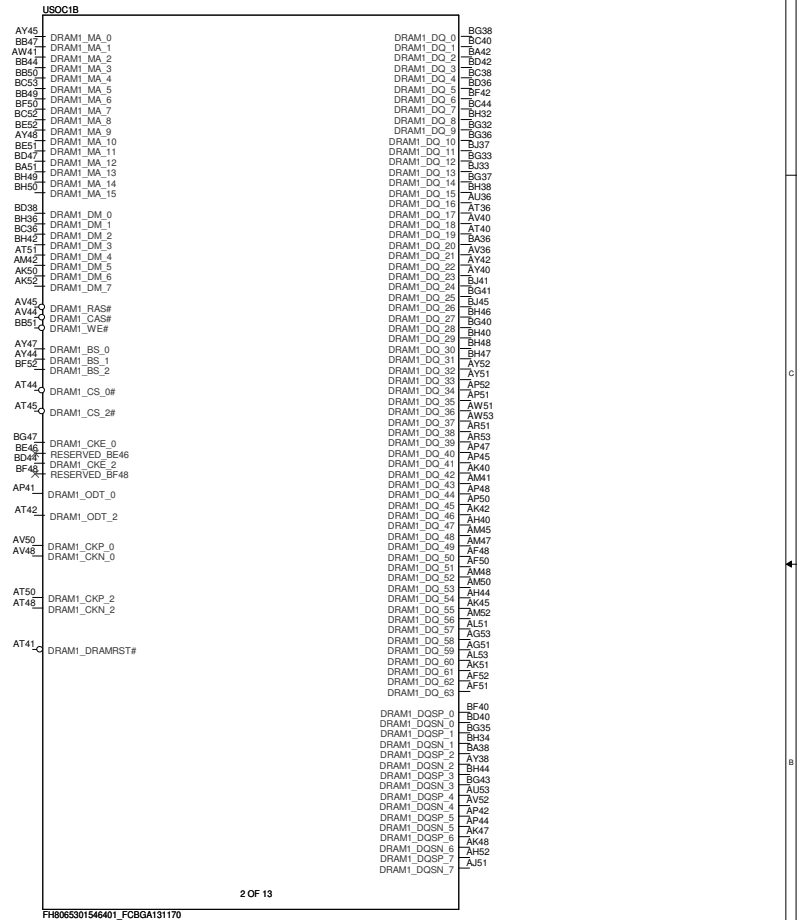 USOC1B
AY45 DRAM1_MA_0
BB47 DRAM1_MA_1
AW41 DRAM1_MA_2
BB44 DRAM1_MA_3
BB50 DRAM1_MA_4
BC53 DRAM1_MA_5
BB49 DRAM1_MA_6
BF50 DRAM1_MA_7
BC52 DRAM1_MA_8
BE52 DRAM1_MA_9
AY48 DRAM1_MA_10
BE51 DRAM1_MA_11
BD47 DRAM1_MA_12
BA51 DRAM1_MA_13
BH49 DRAM1_MA_14
BH50 DRAM1_MA_15
BD38 DRAM1_DM_0
BH36 DRAM1_DM_1
BC36 DRAM1_DM_2
BH42 DRAM1_DM_3
AT51 DRAM1_DM_4
AM42 DRAM1_DM_5
AK50 DRAM1_DM_6
AK52 DRAM1_DM_7
AV45 DRAM1_RAS#
AV44 DRAM1_CAS#
BB51 DRAM1_WE#
AY47 DRAM1_BS_0
AY44 DRAM1_BS_1
BF52 DRAM1_BS_2
AT44 DRAM1_CS_0#
AT45 DRAM1_CS_2#
BG47 DRAM1_CKE_0
BE46 RESERVED_BE46
BD44 DRAM1_CKE_2
BF48 RESERVED_BF48
AP41 DRAM1_ODT_0
AT42 DRAM1_ODT_2
AV50 DRAM1_CKP_0
AV48 DRAM1_CKN_0
AT50 DRAM1_CKP_2
AT48 DRAM1_CKN_2
AT41 DRAM1_DRAMRST#
DRAM1_DQ_0 BG38
DRAM1_DQ_1 BC40
DRAM1_DQ_2 BA42
DRAM1_DQ_3 BD42
DRAM1_DQ_4 BC38
DRAM1_DQ_5 BD36
DRAM1_DQ_6 BF42
DRAM1_DQ_7 BC44
DRAM1_DQ_8 BH32
DRAM1_DQ_9 BG32
DRAM1_DQ_10 BG36
DRAM1_DQ_11 BJ37
DRAM1_DQ_12 BG33
DRAM1_DQ_13 BJ33
DRAM1_DQ_14 BG37
DRAM1_DQ_15 BH38
DRAM1_DQ_16 AU36
DRAM1_DQ_17 AT36
DRAM1_DQ_18 AV40
DRAM1_DQ_19 AT40
DRAM1_DQ_20 BA36
DRAM1_DQ_21 AV36
DRAM1_DQ_22 AY42
DRAM1_DQ_23 AY40
DRAM1_DQ_24 BJ41
DRAM1_DQ_25 BG41
DRAM1_DQ_26 BJ45
DRAM1_DQ_27 BH46
DRAM1_DQ_28 BG40
DRAM1_DQ_29 BH40
DRAM1_DQ_30 BH48
DRAM1_DQ_31 BH47
DRAM1_DQ_32 AY52
DRAM1_DQ_33 AY51
DRAM1_DQ_34 AP52
DRAM1_DQ_35 AP51
DRAM1_DQ_36 AW51
DRAM1_DQ_37 AW53
DRAM1_DQ_38 AR51
DRAM1_DQ_39 AR53
DRAM1_DQ_40 AP47
DRAM1_DQ_41 AP45
DRAM1_DQ_42 AK40
DRAM1_DQ_43 AM41
DRAM1_DQ_44 AP48
DRAM1_DQ_45 AP50
DRAM1_DQ_46 AK42
DRAM1_DQ_47 AH40
DRAM1_DQ_48 AM45
DRAM1_DQ_49 AM47
DRAM1_DQ_50 AF48
DRAM1_DQ_51 AF50
DRAM1_DQ_52 AM48
DRAM1_DQ_53 AM50
DRAM1_DQ_54 AH44
DRAM1_DQ_55 AK45
DRAM1_DQ_56 AM52
DRAM1_DQ_57 AL51
DRAM1_DQ_58 AG53
DRAM1_DQ_59 AG51
DRAM1_DQ_60 AL53
DRAM1_DQ_61 AK51
DRAM1_DQ_62 AF52
DRAM1_DQ_63 AF51
DRAM1_DQSP_0 BF40
DRAM1_DQSN_0 BD40
DRAM1_DQSP_1 BG35
DRAM1_DQSN_1 BH34
DRAM1_DQSP_2 BA38
DRAM1_DQSN_2 AY38
DRAM1_DQSP_3 BH44
DRAM1_DQSN_3 BG43
DRAM1_DQSP_4 AU53
DRAM1_DQSN_4 AV52
DRAM1_DQSP_5 AP42
DRAM1_DQSN_5 AP44
DRAM1_DQSP_6 AK47
DRAM1_DQSN_6 AK48
DRAM1_DQSP_7 AH52
DRAM1_DQSN_7 AJ51
2 OF 13
FH8065301546401_FCBGA131170
C
B